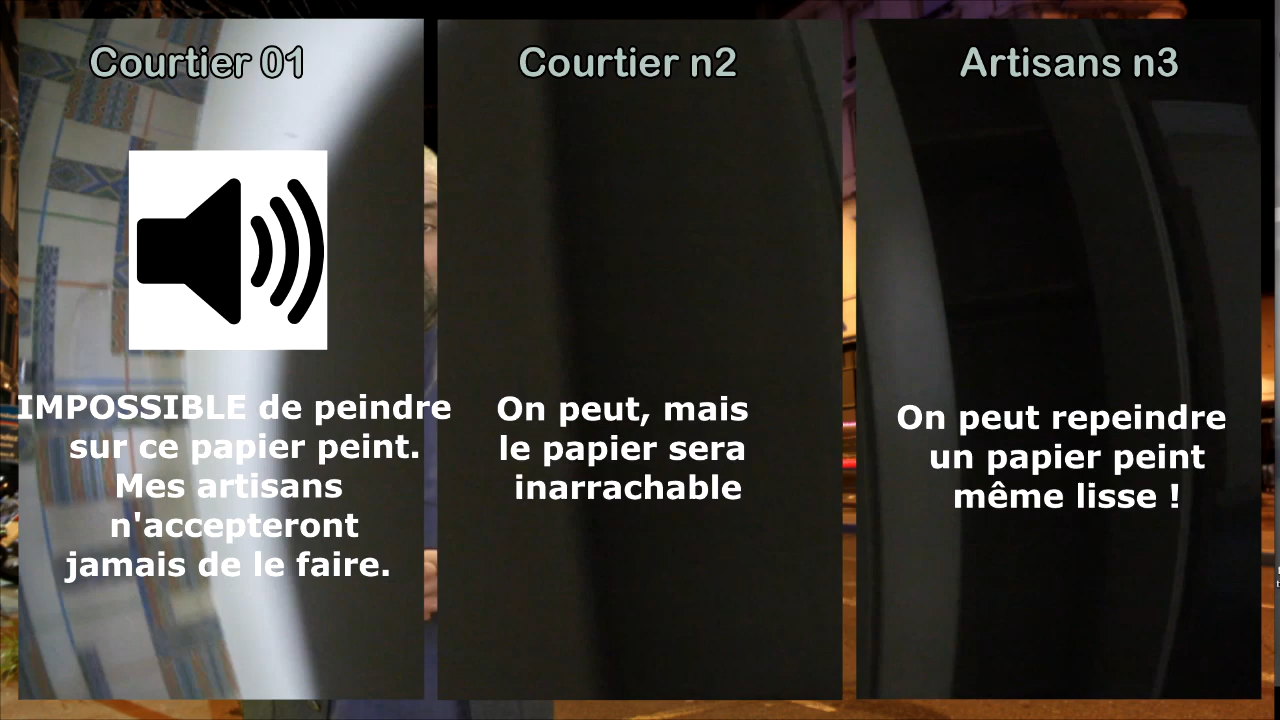 Courtier 01
IMPOSSIBLE de peindre
sur ce papier peint.
Mes artisans
n'accepteront
jamais de le faire.
Courtier n2
On peut, mais
le papier sera
inarrachable
Artisans n3
On peut repeindre
un papier peint
même lisse !